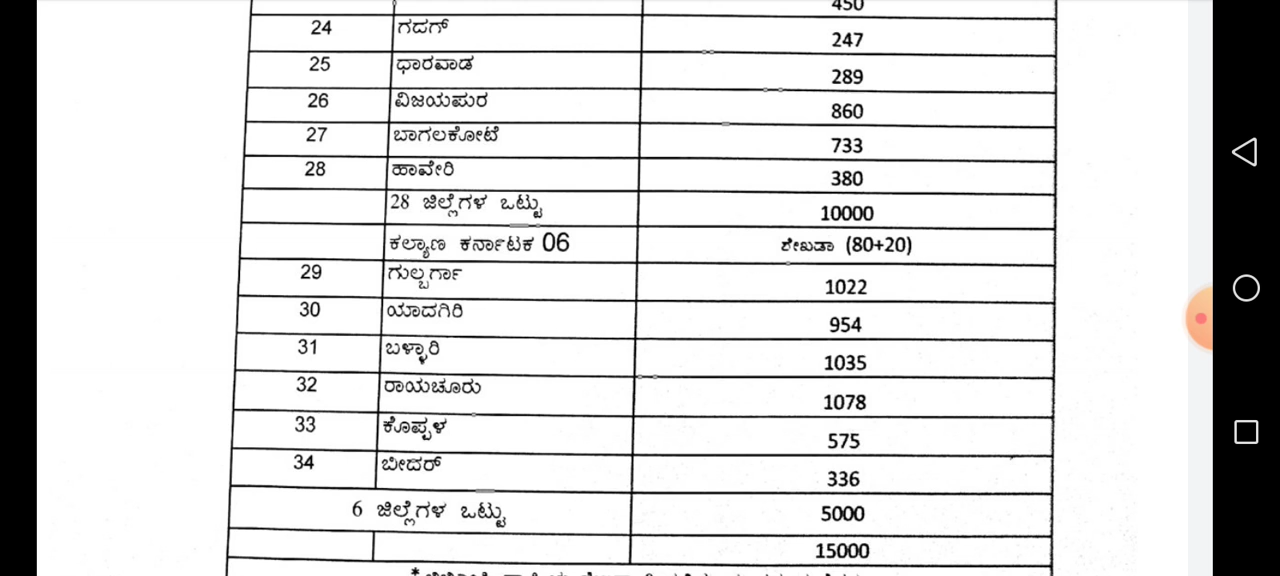 450
24 ಗದಗ್ 247
25 ಧಾರವಾಡ 289
26 ವಿಜಯಪುರ 860
27 ಬಾಗಲಕೋಟೆ 733
28 ಹಾವೇರಿ 380
28 ಜಿಲ್ಲೆಗಳ ಒಟ್ಟು 10000
ಕಲ್ಯಾಣ ಕರ್ನಾಟಕ 06 ಶೇಖಡಾ (80+20)
29 ಗುಲ್ಬರ್ಗಾ 1022
30 ಯಾದಗಿರಿ 954
31 ಬಳ್ಳಾರಿ 1035
32 ರಾಯಚೂರು 1078
33 ಕೊಪ್ಪಳ 575
34 ಬೀದರ್ 336
6 ಜಿಲ್ಲೆಗಳ ಒಟ್ಟು 5000
15000